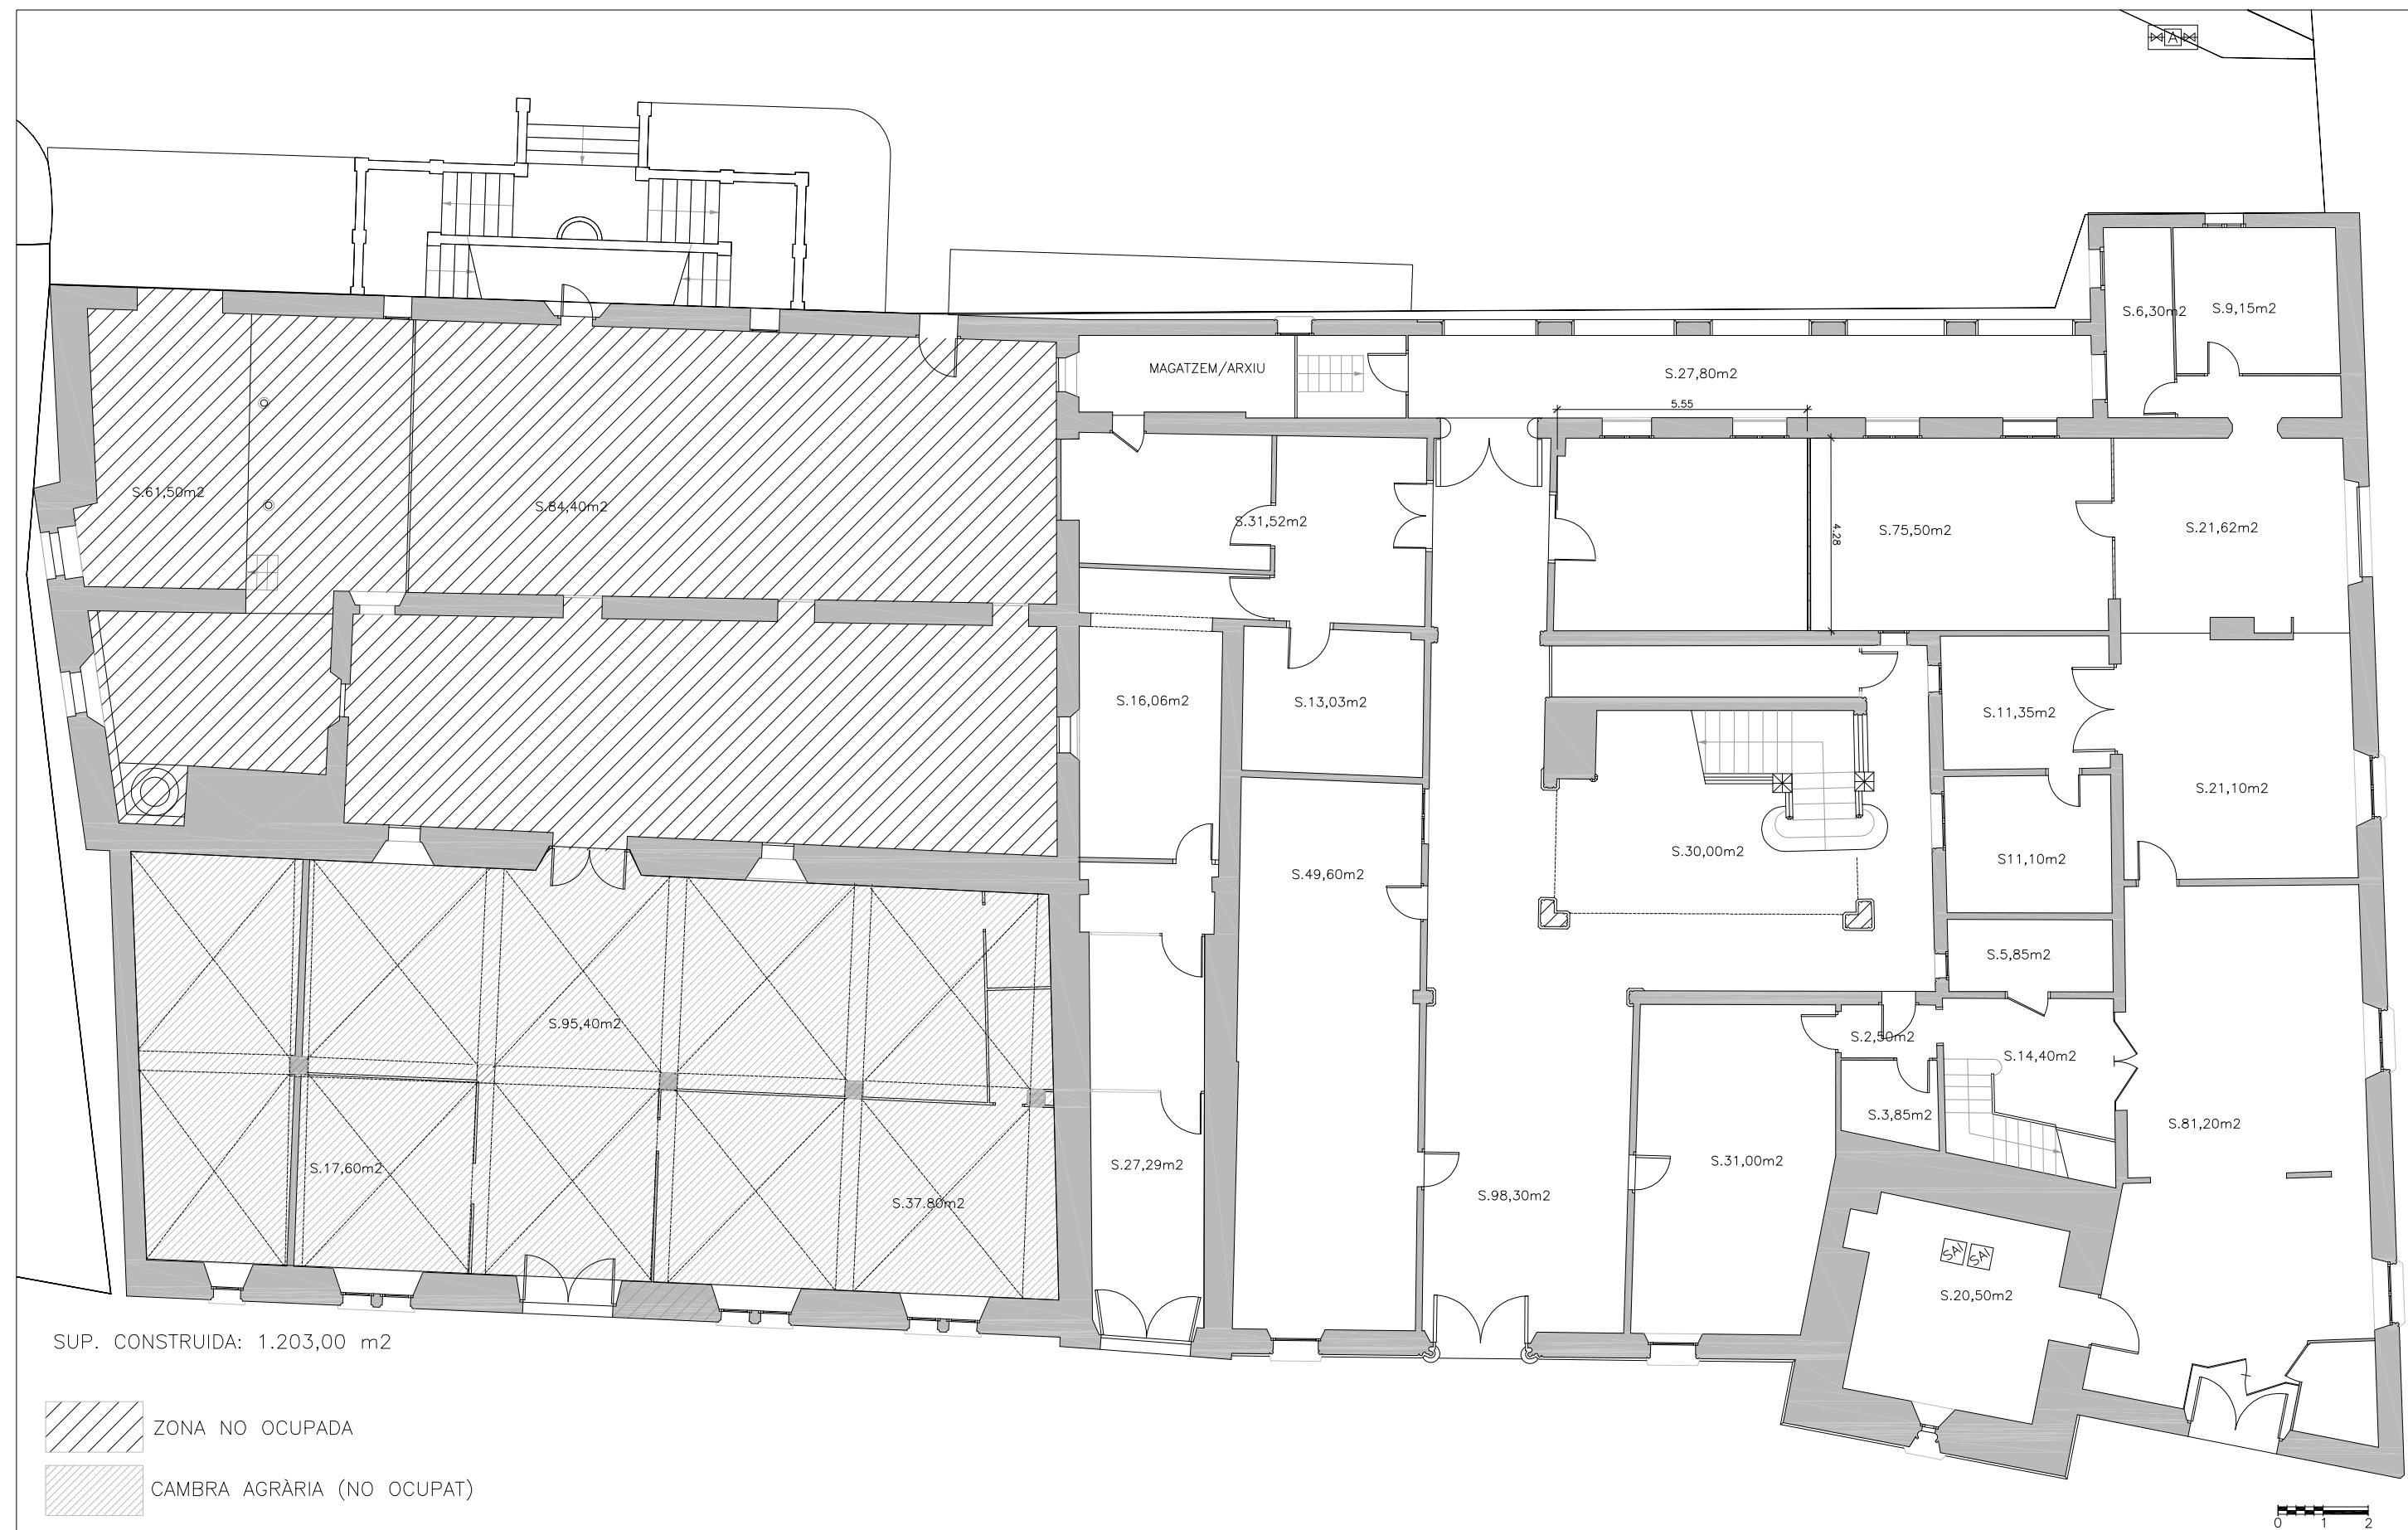 A
S.6,30m2
S.9,15m2
MAGATZEM/ARXIU
S.27,80m2
5.55
S.61,50m2
S.84,40m2
S.31,52m2
4.28
S.75,50m2
S.21,62m2
S.16,06m2
S.13,03m2
S.11,35m2
S.21,10m2
S.30,00m2
S11,10m2
S.49,60m2
S.5,85m2
S.95,40m2
S.2,50m2
S.14,40m2
S.3,85m2
S.81,20m2
S.17,60m2
S.27,29m2
S.31,00m2
S.37.80m2
S.98,30m2
SAI
SAI
S.20,50m2
SUP. CONSTRUIDA: 1.203,00 m2
ZONA NO OCUPADA
CAMBRA AGRÀRIA (NO OCUPAT)
0 1 2